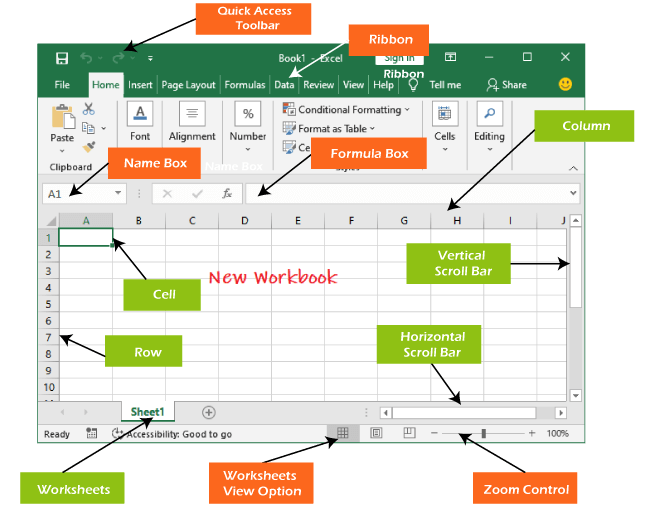 Quick Access
Toolbar
Ribbon
Book1 - Excel
Sign in
Ribbon
File Home Insert Page Layout Formulas Data Review View Help Tell me Share
Paste
Font
Alignment
Number
%
Conditional Formatting
Format as Table
Ce
Cells
Editing
Column
Clipboard
Name Box
Name Box
Formula Box
A1
fx
A B C D E F G H I J
1
2
3
4
5
6
7
8
9
10
New Workbook
Vertical
Scroll Bar
Cell
Row
Horizontal
Scroll Bar
Sheet1
Ready
Accessibility: Good to go
100%
Worksheets
Worksheets
View Option
Zoom Control